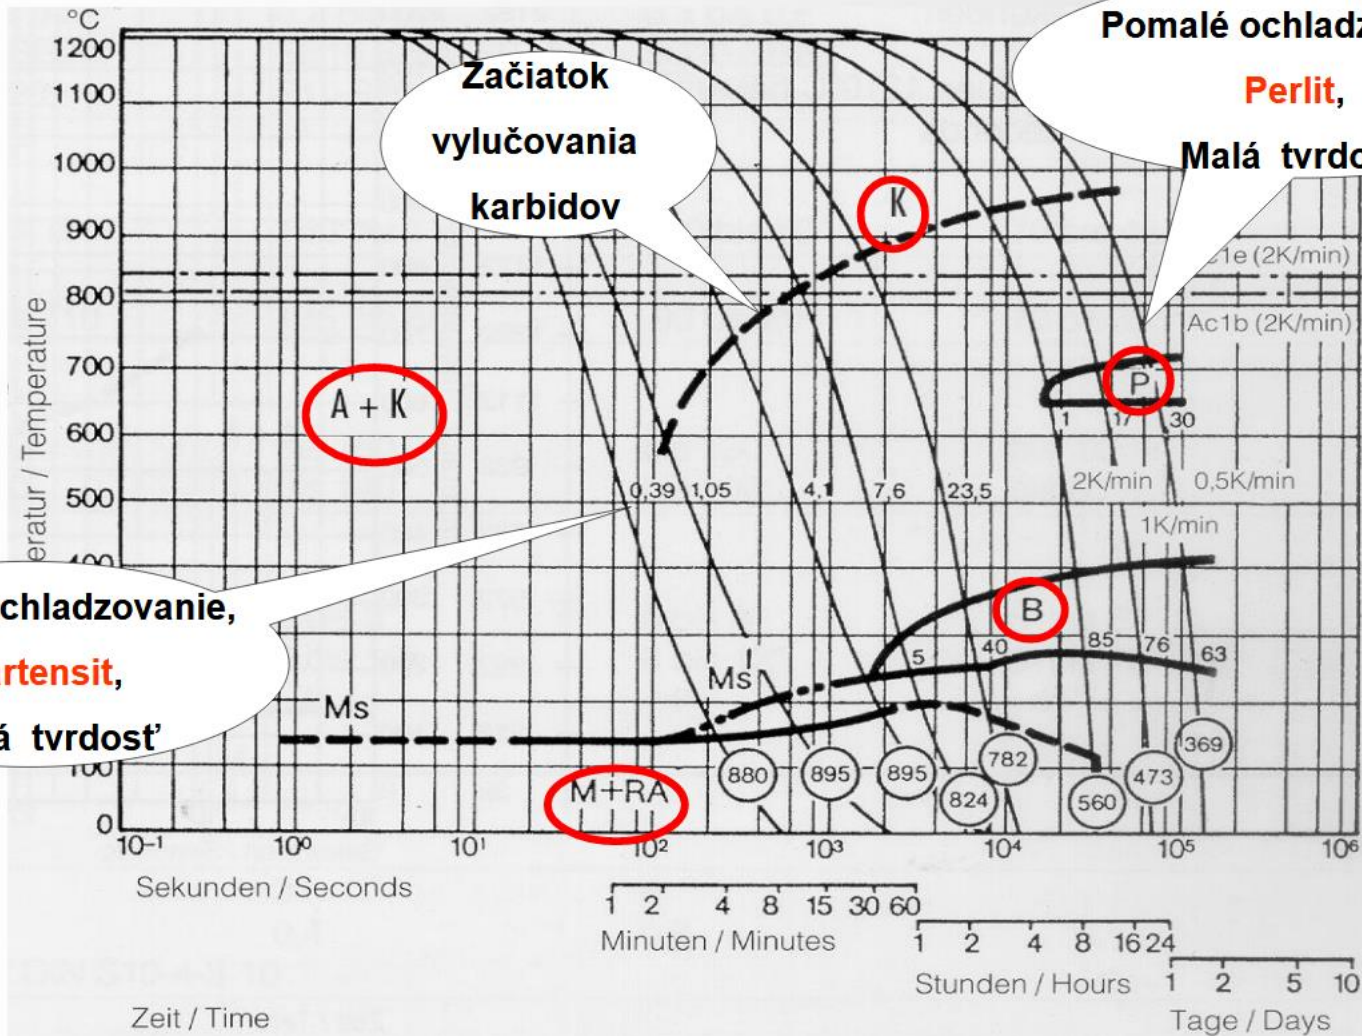 °C
1200
1100
1000
900
800
700
600
500
400
100
0
eratur / Temperature
Začiatok
vylučovania
karbidov
Pomalé ochladz
Perlit,
Malá tvrdo
K
c1e (2K/min)
Ac1b (2K/min)
A + K
P
1 17 30
0,39 1,05 4,1 7,6 23,5
2K/min 0,5K/min
1K/min
chladzovanie,
rtensit,
á tvrdosť
B
5 40 85 76 63
Ms
Ms
M+RA
880 895 895 824 782 560 473 369
10⁻¹ 10⁰ 10¹ 10² 10³ 10⁴ 10⁵ 10⁶
Sekunden / Seconds
1 2 4 8 15 30 60
Minuten / Minutes
1 2 4 8 16 24
Stunden / Hours
1 2 5 10
Zeit / Time
Tage / Days